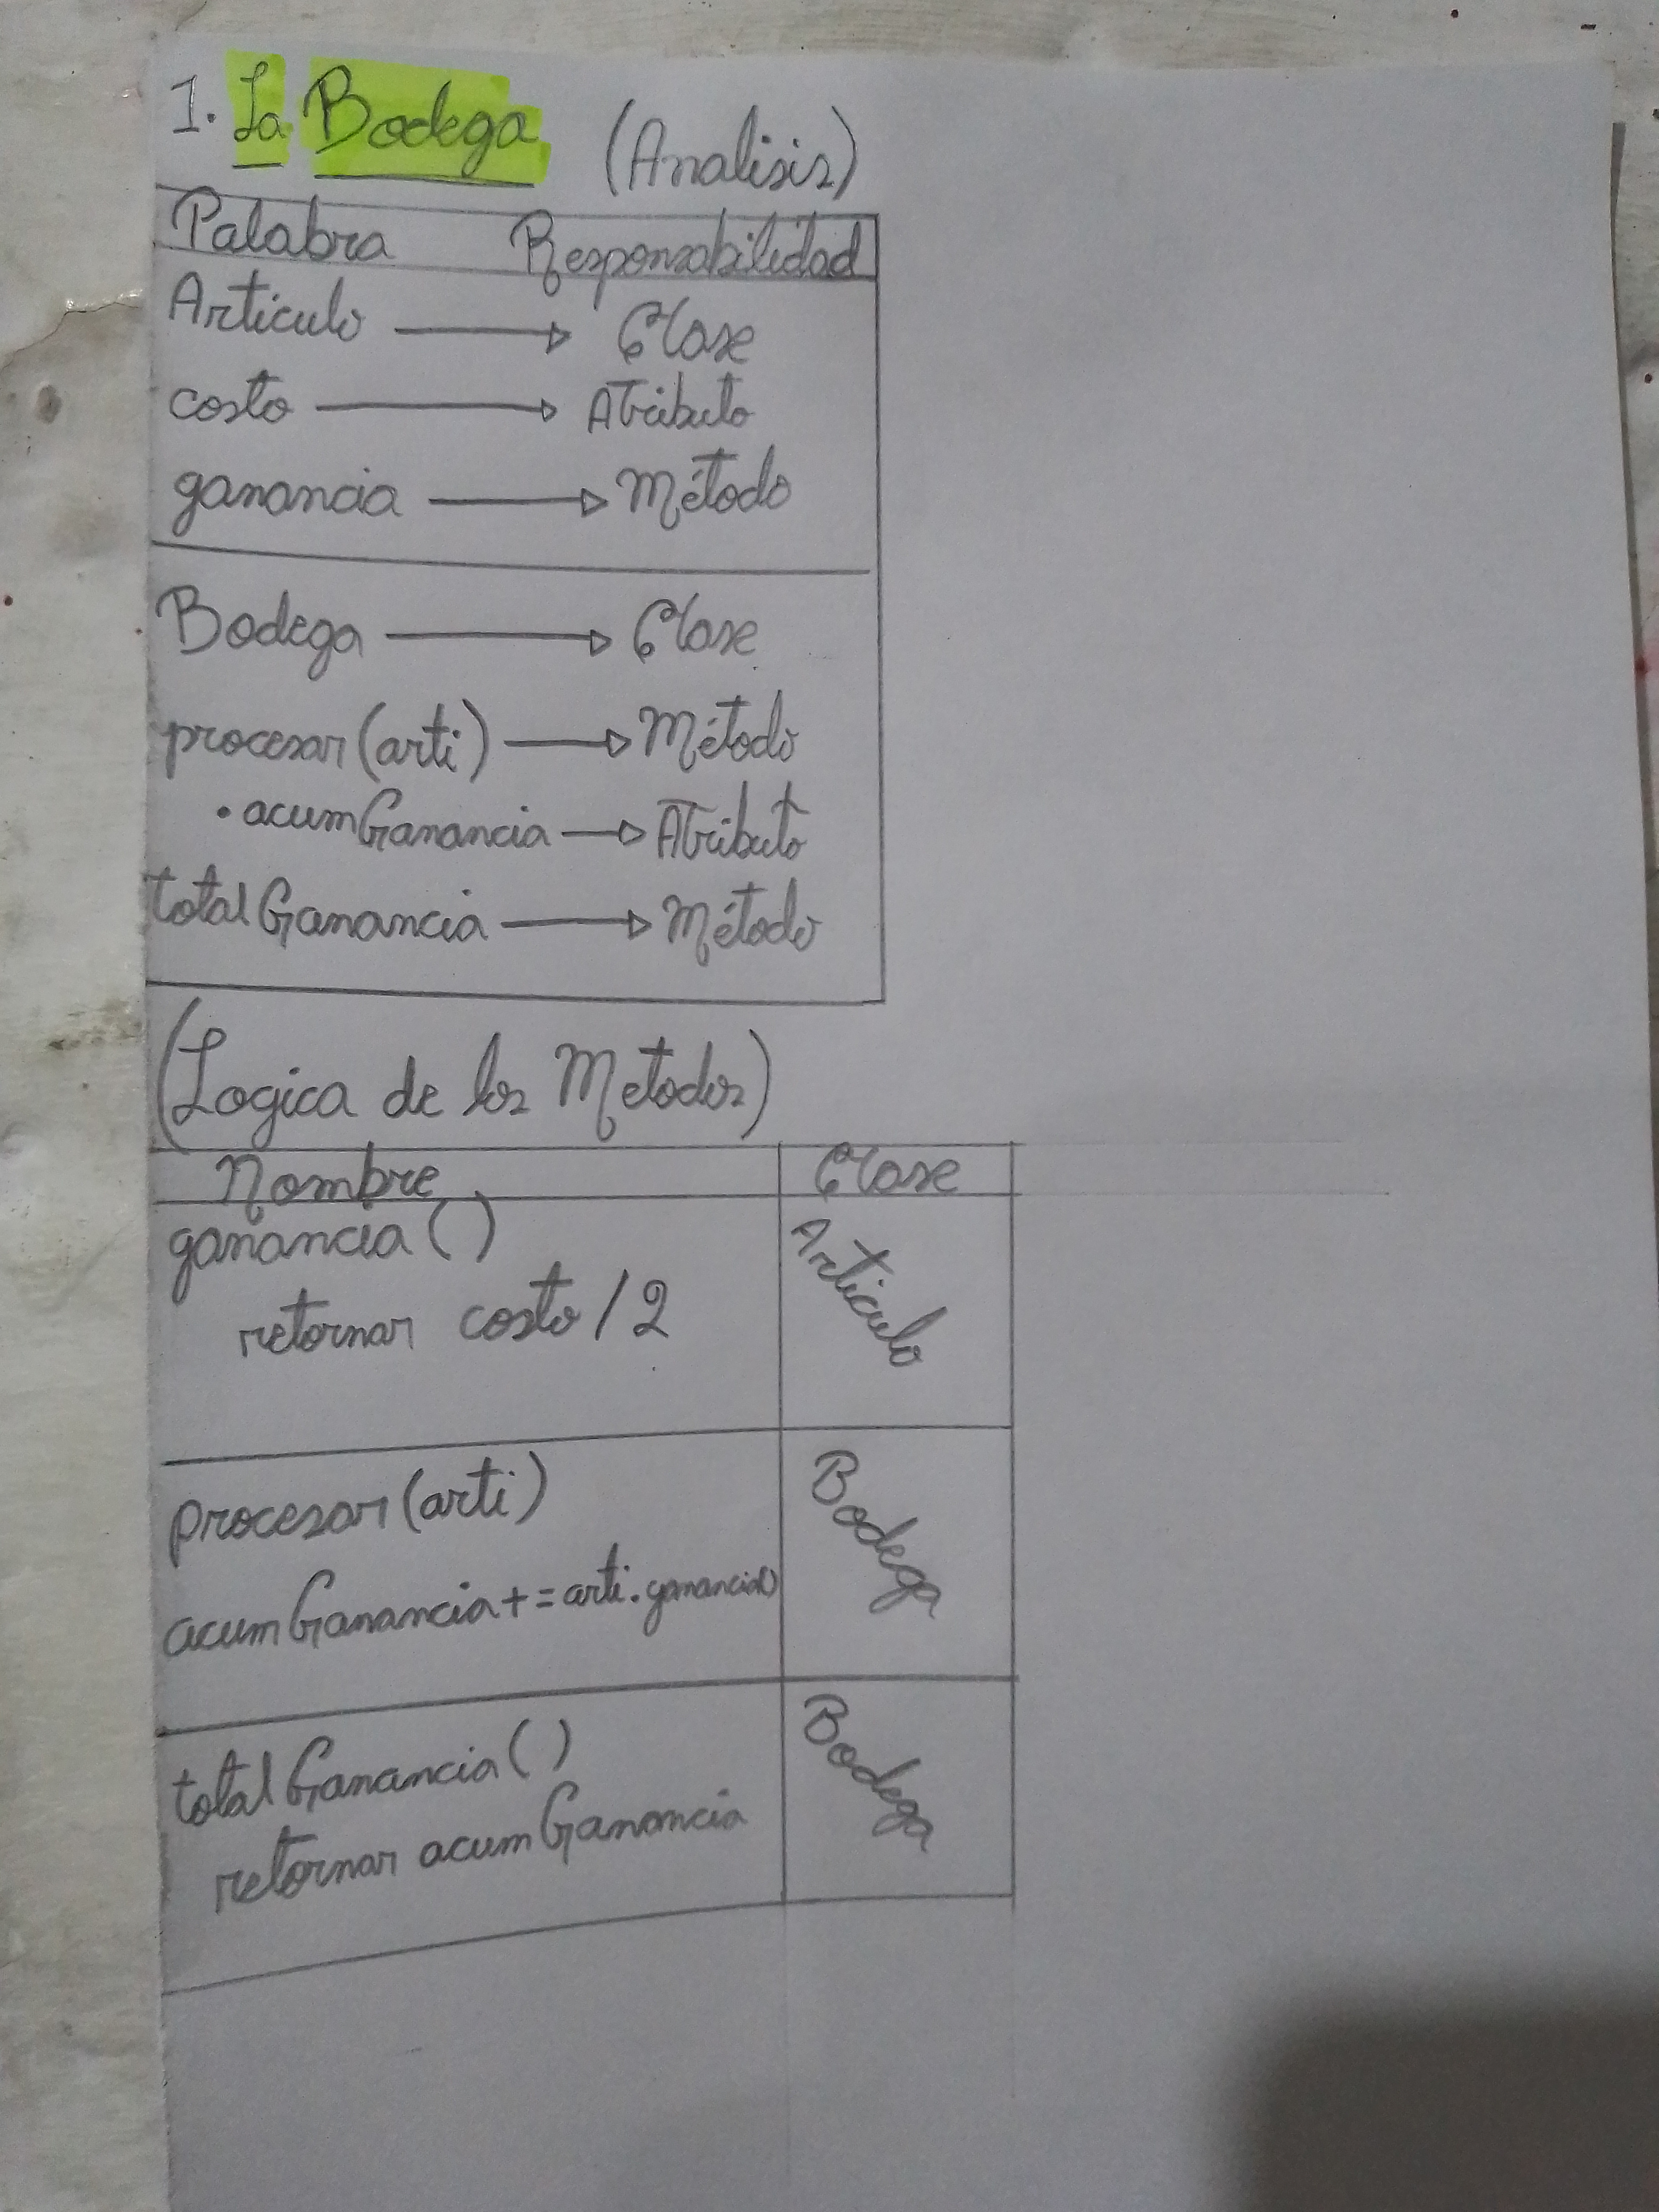 1. La Bodega (Analisis)
Palabra Responsabilidad
Articulo → Clase
costo → Atributo
ganancia → Método
Bodega → Clase
procesar (arti) → Método
• acumGanancia → Atributo
totalGanancia → Método
(Logica de los Metodos)
Nombre Clase
ganancia ( ) Articulo
retornar costo / 2
procesar (arti) Bodega
acumGanancia += arti.ganancia()
totalGanancia ( ) Bodega
retornar acumGanancia